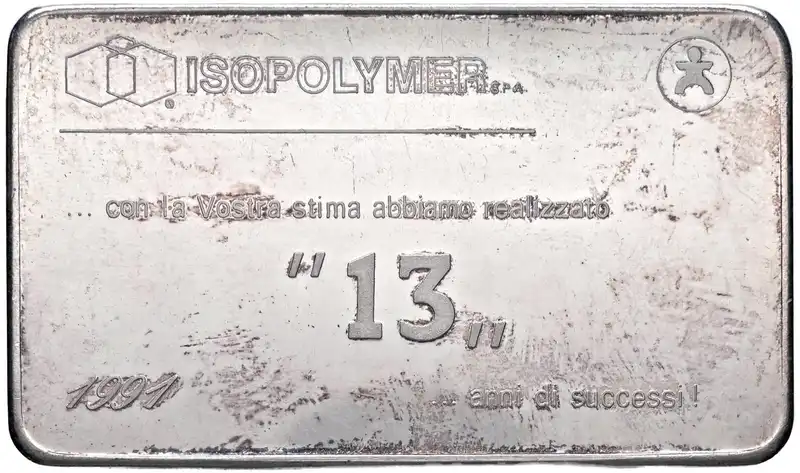 ISOPOLYMER S.P.A.
®
... con la Vostra stima abbiamo realizzato
"13"
1991
... anni di successi!